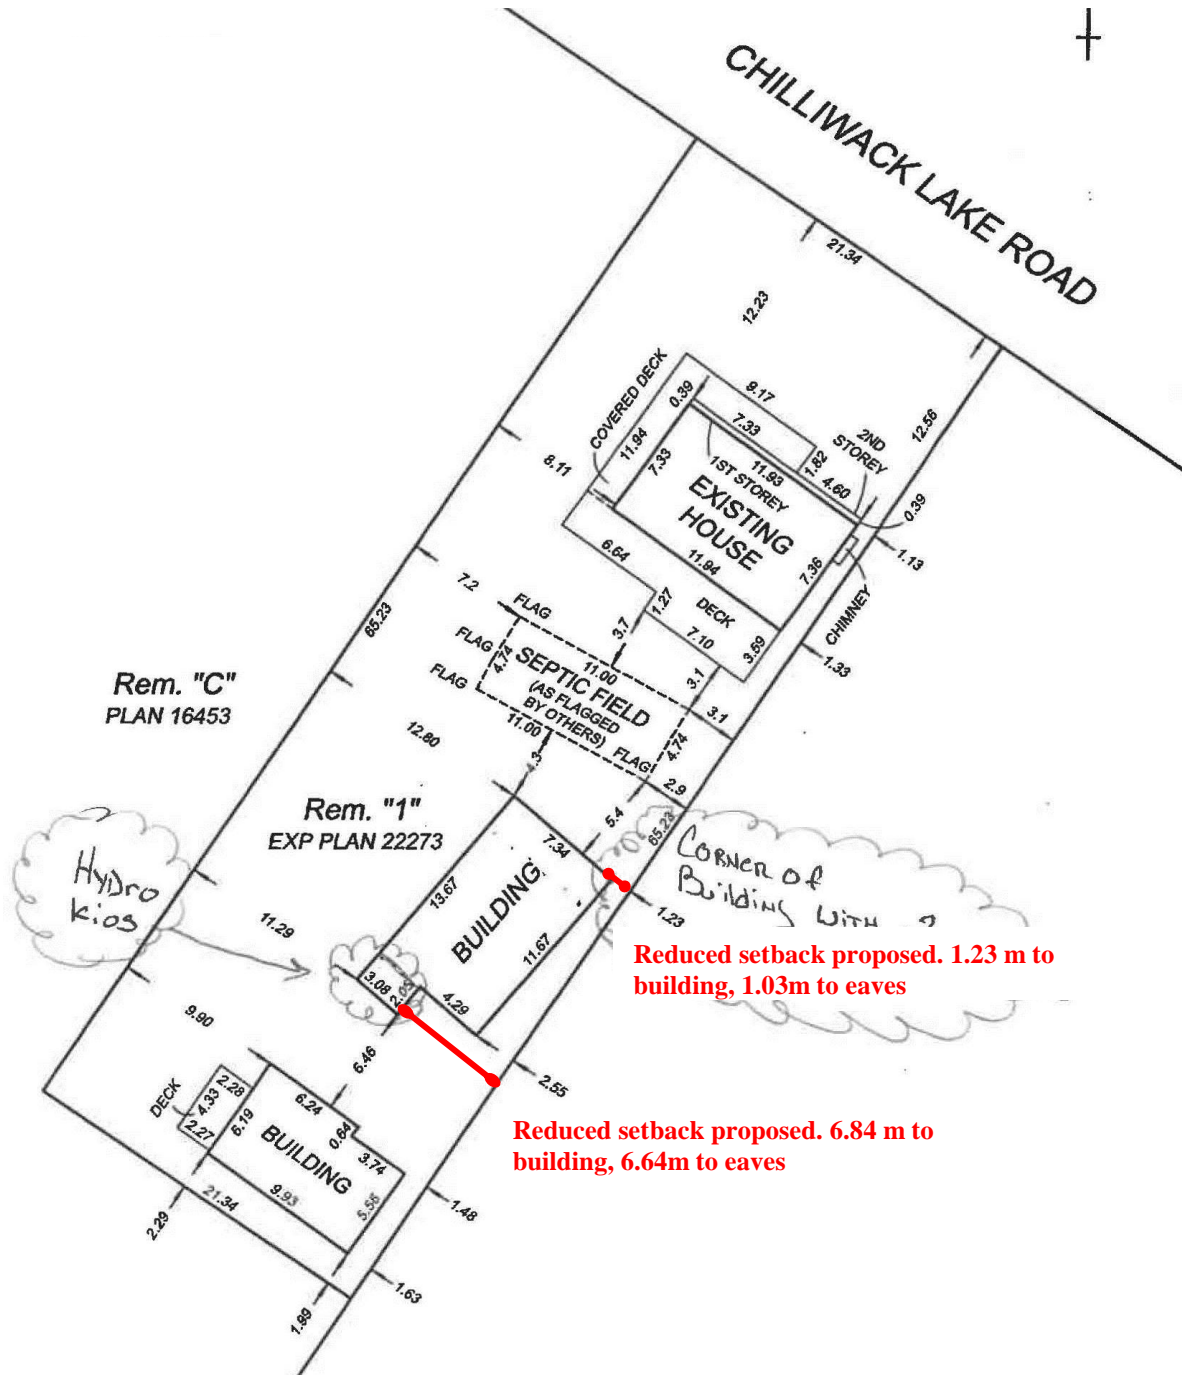 CHILLIWACK LAKE ROAD
21.34
12.23
12.56
COVERED DECK
0.39
9.17
7.33
11.94
7.33
1ST STOREY
11.93
1.82
4.60
2ND
STOREY
0.39
EXISTING
HOUSE
8.11
6.64
11.94
7.36
1.13
CHIMNEY
DECK
1.27
7.10
3.59
1.33
7.2
FLAG
3.7
65.23
FLAG
4.74
11.00
SEPTIC FIELD
(AS FLAGGED
BY OTHERS)
FLAG
11.00
FLAG
3.1
3.1
4.74
2.9
Rem. "C"
PLAN 16453
12.80
4.3
5.4
65.23
Rem. "1"
EXP PLAN 22273
7.34
13.67
BUILDING
11.67
Hydro
Kios
CORNER OF
Building WITH
1.23
Reduced setback proposed. 1.23 m to
building, 1.03m to eaves
11.29
3.08
4.29
9.90
6.46
2.55
Reduced setback proposed. 6.84 m to
building, 6.64m to eaves
DECK
4.33
2.28
2.27
6.19
6.24
0.64
3.74
BUILDING
9.93
21.34
2.29
1.48
1.63
1.99